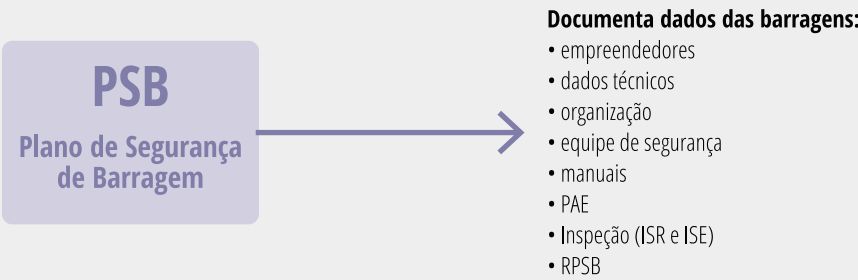 PSB
Plano de Segurança
de Barragem
Documenta dados das barragens:
• empreendedores
• dados técnicos
• organização
• equipe de segurança
• manuais
• PAE
• Inspeção (ISR e ISE)
• RPSB